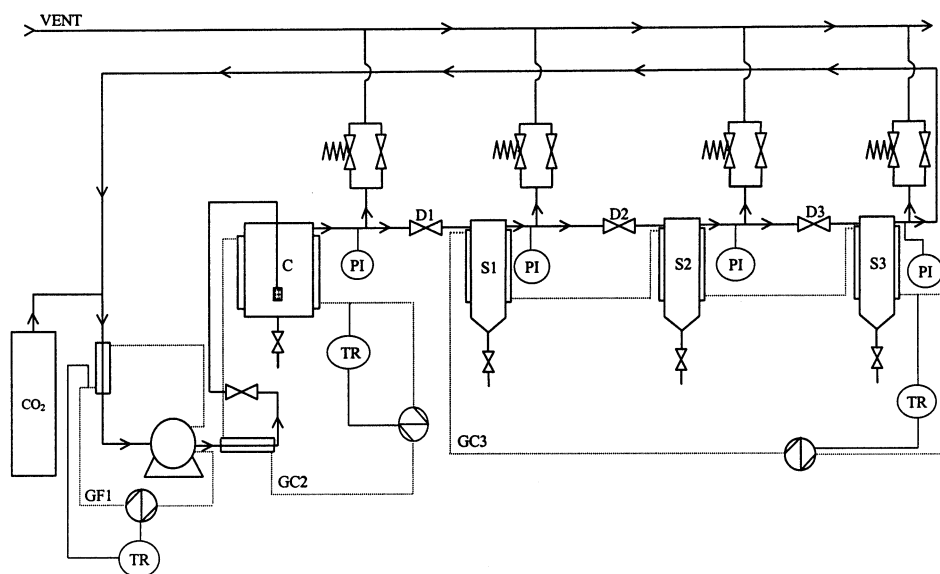 VENT
D1
D2
D3
C
PI
S1
PI
S2
PI
S3
PI
TR
TR
CO₂
GC3
GF1
GC2
TR